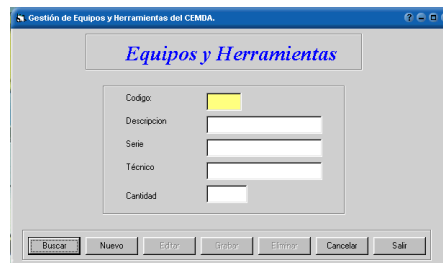 Gestión de Equipos y Herramientas del CEMDA.
Equipos y Herramientas
Codigo:
Descripcion
Serie
Técnico
Cantidad
Buscar Nuevo Editar Grabar Eliminar Cancelar Salir